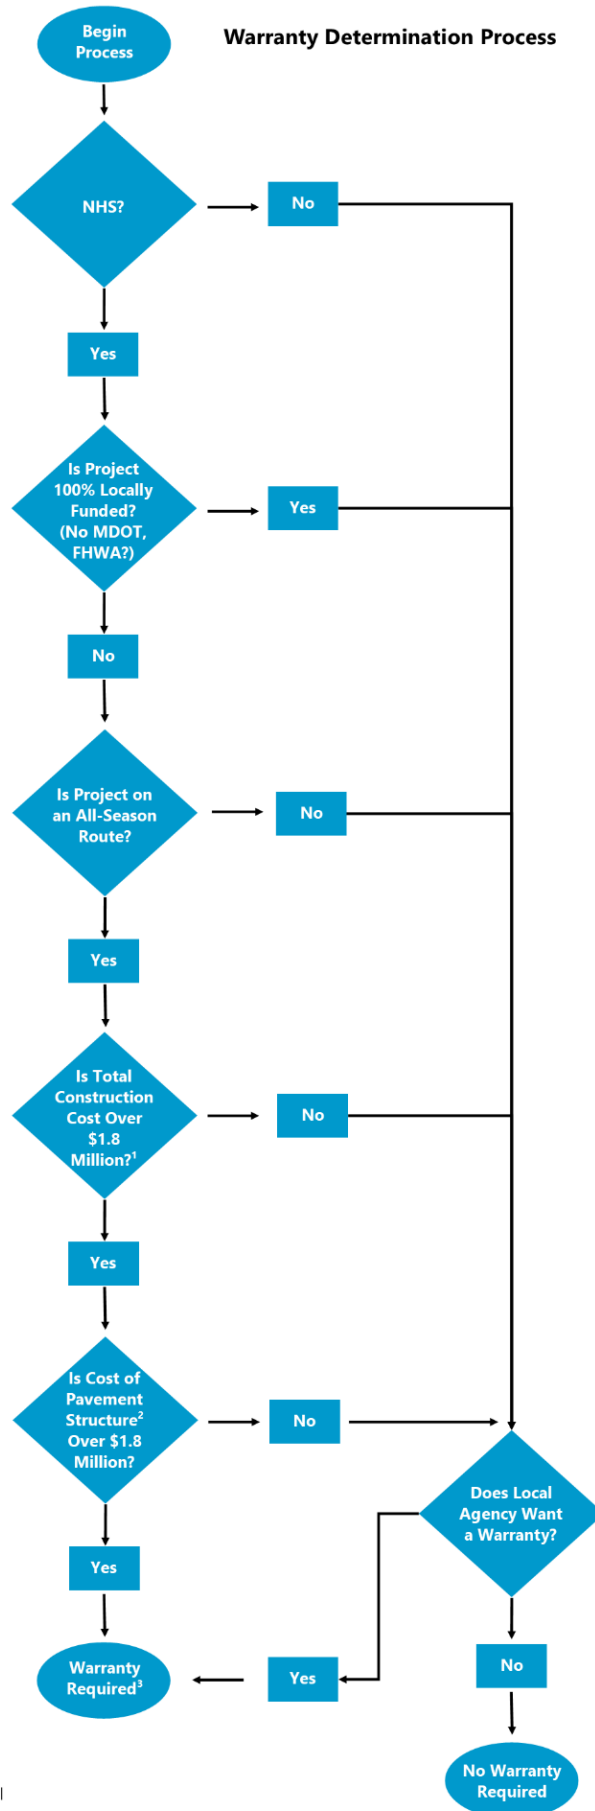 Begin
Process
Warranty Determination Process
NHS?
No
Yes
Is Project
100% Locally
Funded?
(No MDOT,
FHWA?)
Yes
No
Is Project on
an All-Season
Route?
No
Yes
Is Total
Construction
Cost Over
$1.8
Million?¹
No
Yes
Is Cost of
Pavement
Structure²
Over $1.8
Million?
No
Does Local
Agency Want
a Warranty?
Yes
Warranty
Required³
Yes
No
No Warranty
Required